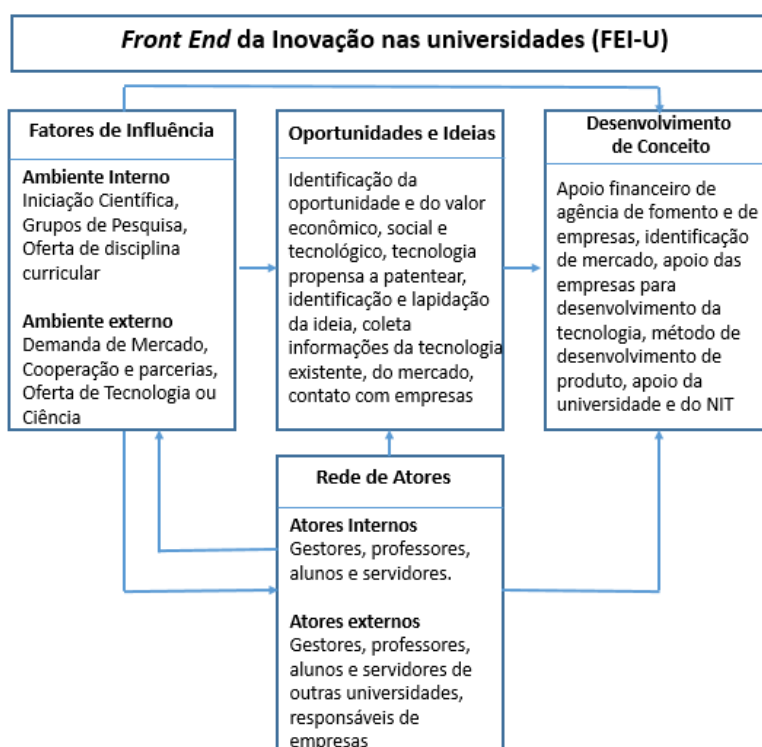 Front End da Inovação nas universidades (FEI-U)
Fatores de Influência
Ambiente Interno
Iniciação Científica,
Grupos de Pesquisa,
Oferta de disciplina
curricular
Ambiente externo
Demanda de Mercado,
Cooperação e parcerias,
Oferta de Tecnologia ou
Ciência
Oportunidades e Ideias
Identificação da
oportunidade e do valor
econômico, social e
tecnológico, tecnologia
propensa a patentear,
identificação e lapidação
da ideia, coleta
informações da tecnologia
existente, do mercado,
contato com empresas
Desenvolvimento
de Conceito
Apoio financeiro de
agência de fomento e de
empresas, identificação
de mercado, apoio das
empresas para
desenvolvimento da
tecnologia, método de
desenvolvimento de
produto, apoio da
universidade e do NIT
Rede de Atores
Atores Internos
Gestores, professores,
alunos e servidores.
Atores externos
Gestores, professores,
alunos e servidores de
outras universidades,
responsáveis de
empresas